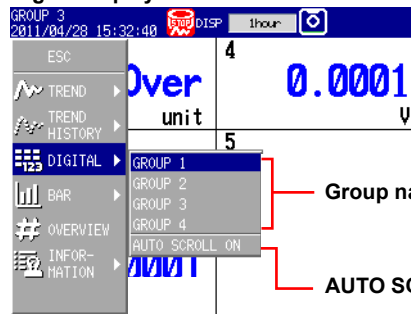 GROUP 3
2011/04/28 15:32:40 STOP DISP 1hour
ESC
TREND
TREND HISTORY
DIGITAL
BAR
OVERVIEW
INFOR-
MATION
Over
unit
4
0.0001
V
5
GROUP 1
GROUP 2
GROUP 3
GROUP 4
AUTO SCROLL ON
Group na
AUTO SC